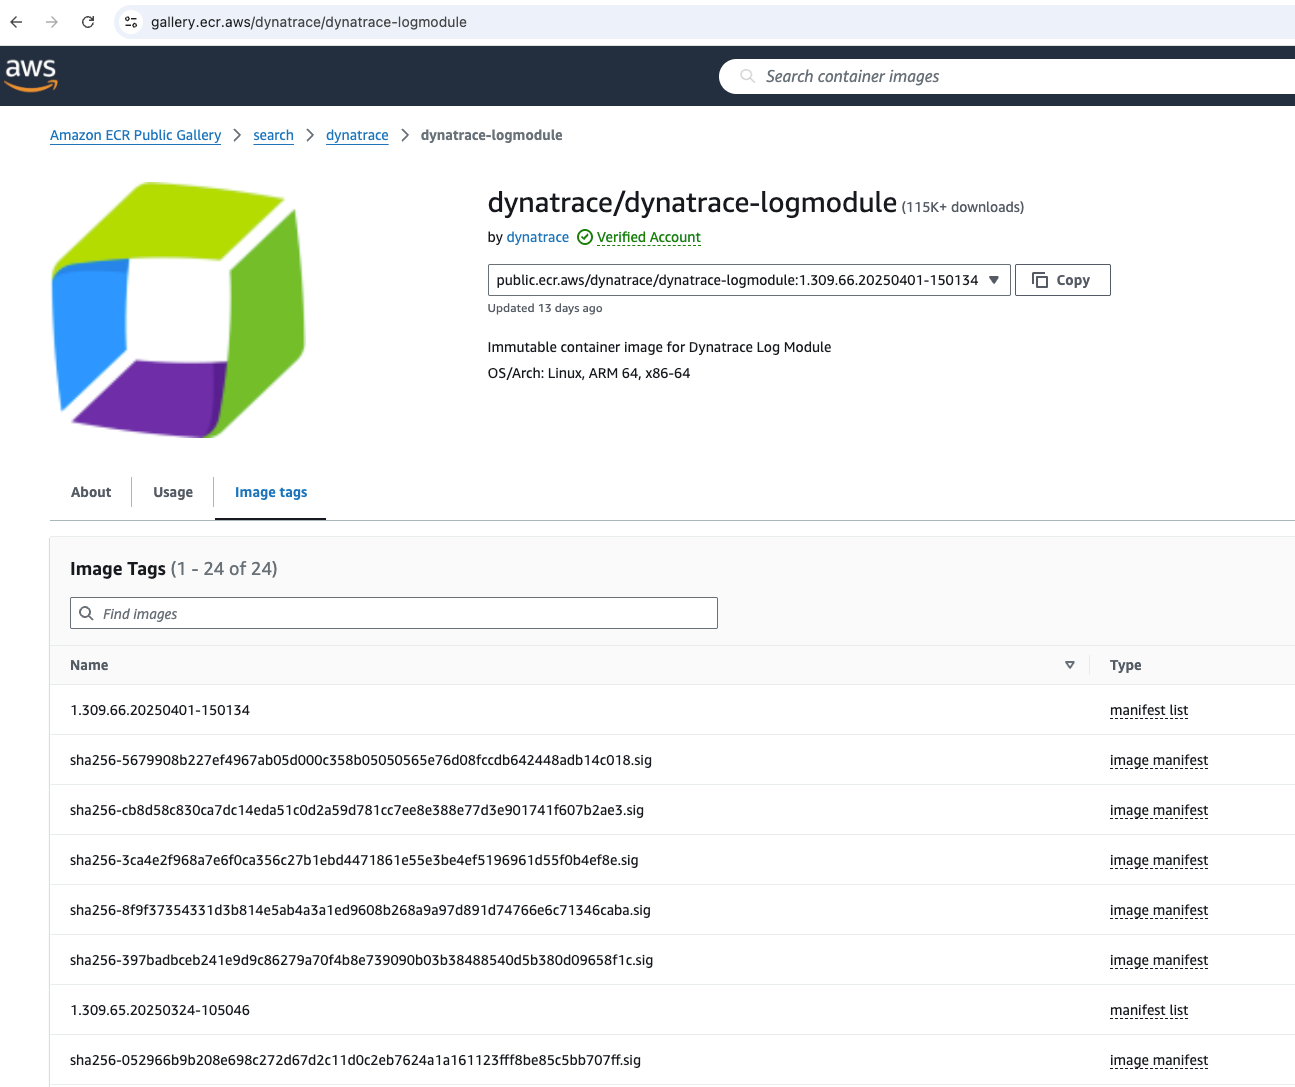 gallery.ecr.aws/dynatrace/dynatrace-logmodule
aws
Search container images
Amazon ECR Public Gallery > search > dynatrace > dynatrace-logmodule
dynatrace/dynatrace-logmodule (115K+ downloads)
by dynatrace Verified Account
public.ecr.aws/dynatrace/dynatrace-logmodule:1.309.66.20250401-150134
Copy
Updated 13 days ago
Immutable container image for Dynatrace Log Module
OS/Arch: Linux, ARM 64, x86-64
About Usage Image tags
Image Tags (1 - 24 of 24)
Find images
Name Type
1.309.66.20250401-150134 manifest list
sha256-5679908b227ef4967ab05d000c358b05050565e76d08fccdb642448adb14c018.sig image manifest
sha256-cb8d58c830ca7dc14eda51c0d2a59d781cc7ee8e388e77d3e901741f607b2ae3.sig image manifest
sha256-3ca4e2f968a7e6f0ca356c27b1ebd4471861e55e3be4ef5196961d55f0b4ef8e.sig image manifest
sha256-8f9f37354331d3b814e5ab4a3a1ed9608b268a9a97d891d74766e6c71346caba.sig image manifest
sha256-397badbceb241e9d9c86279a70f4b8e739090b03b38488540d5b380d09658f1c.sig image manifest
1.309.65.20250324-105046 manifest list
sha256-052966b9b208e698c272d67d2c11d0c2eb7624a1a161123fff8be85c5bb707ff.sig image manifest